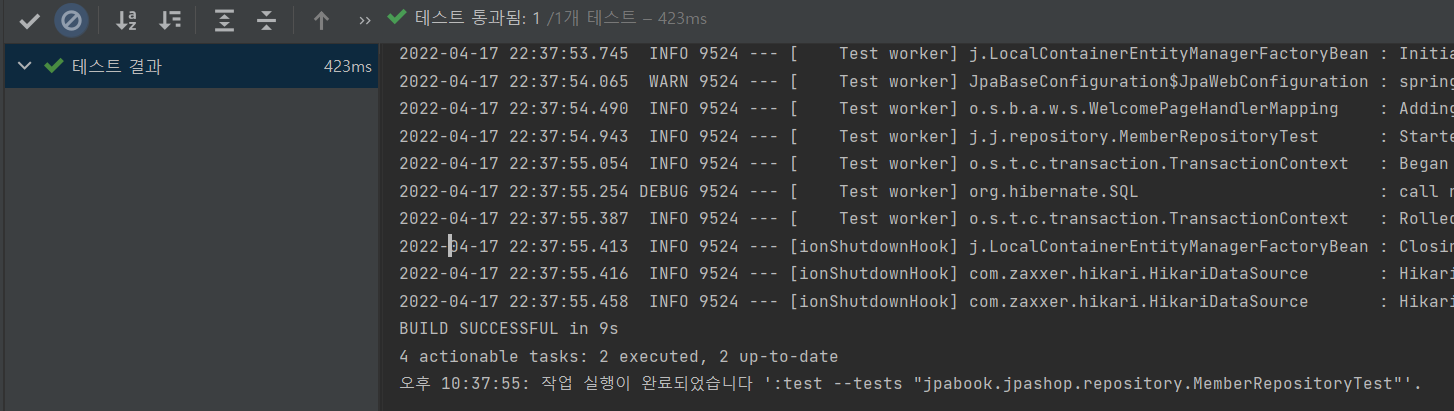 테스트 통과됨: 1 /1개 테스트 – 423ms
테스트 결과 423ms
2022-04-17 22:37:53.745  INFO 9524 --- [    Test worker] j.LocalContainerEntityManagerFactoryBean : Initia
2022-04-17 22:37:54.065  WARN 9524 --- [    Test worker] JpaBaseConfiguration$JpaWebConfiguration : spring
2022-04-17 22:37:54.490  INFO 9524 --- [    Test worker] o.s.b.a.w.s.WelcomePageHandlerMapping    : Adding
2022-04-17 22:37:54.943  INFO 9524 --- [    Test worker] j.j.repository.MemberRepositoryTest      : Starte
2022-04-17 22:37:55.054  INFO 9524 --- [    Test worker] o.s.t.c.transaction.TransactionContext   : Began
2022-04-17 22:37:55.254 DEBUG 9524 --- [    Test worker] org.hibernate.SQL                        : call n
2022-04-17 22:37:55.387  INFO 9524 --- [    Test worker] o.s.t.c.transaction.TransactionContext   : Rolled
2022-04-17 22:37:55.413  INFO 9524 --- [ionShutdownHook] j.LocalContainerEntityManagerFactoryBean : Closin
2022-04-17 22:37:55.416  INFO 9524 --- [ionShutdownHook] com.zaxxer.hikari.HikariDataSource       : Hikari
2022-04-17 22:37:55.458  INFO 9524 --- [ionShutdownHook] com.zaxxer.hikari.HikariDataSource       : Hikari
BUILD SUCCESSFUL in 9s
4 actionable tasks: 2 executed, 2 up-to-date
오후 10:37:55: 작업 실행이 완료되었습니다 ':test --tests "jpabook.jpashop.repository.MemberRepositoryTest"'.